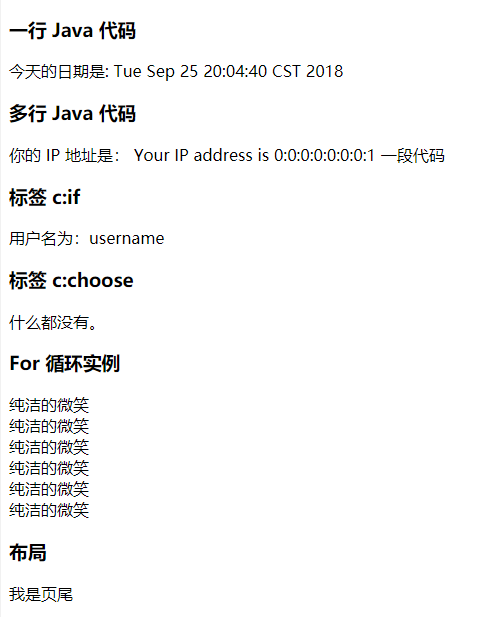 一行 Java 代码
今天的日期是: Tue Sep 25 20:04:40 CST 2018
多行 Java 代码
你的 IP 地址是： Your IP address is 0:0:0:0:0:0:0:1 一段代码
标签 c:if
用户名为：username
标签 c:choose
什么都没有。
For 循环实例
纯洁的微笑
纯洁的微笑
纯洁的微笑
纯洁的微笑
纯洁的微笑
纯洁的微笑
布局
我是页尾